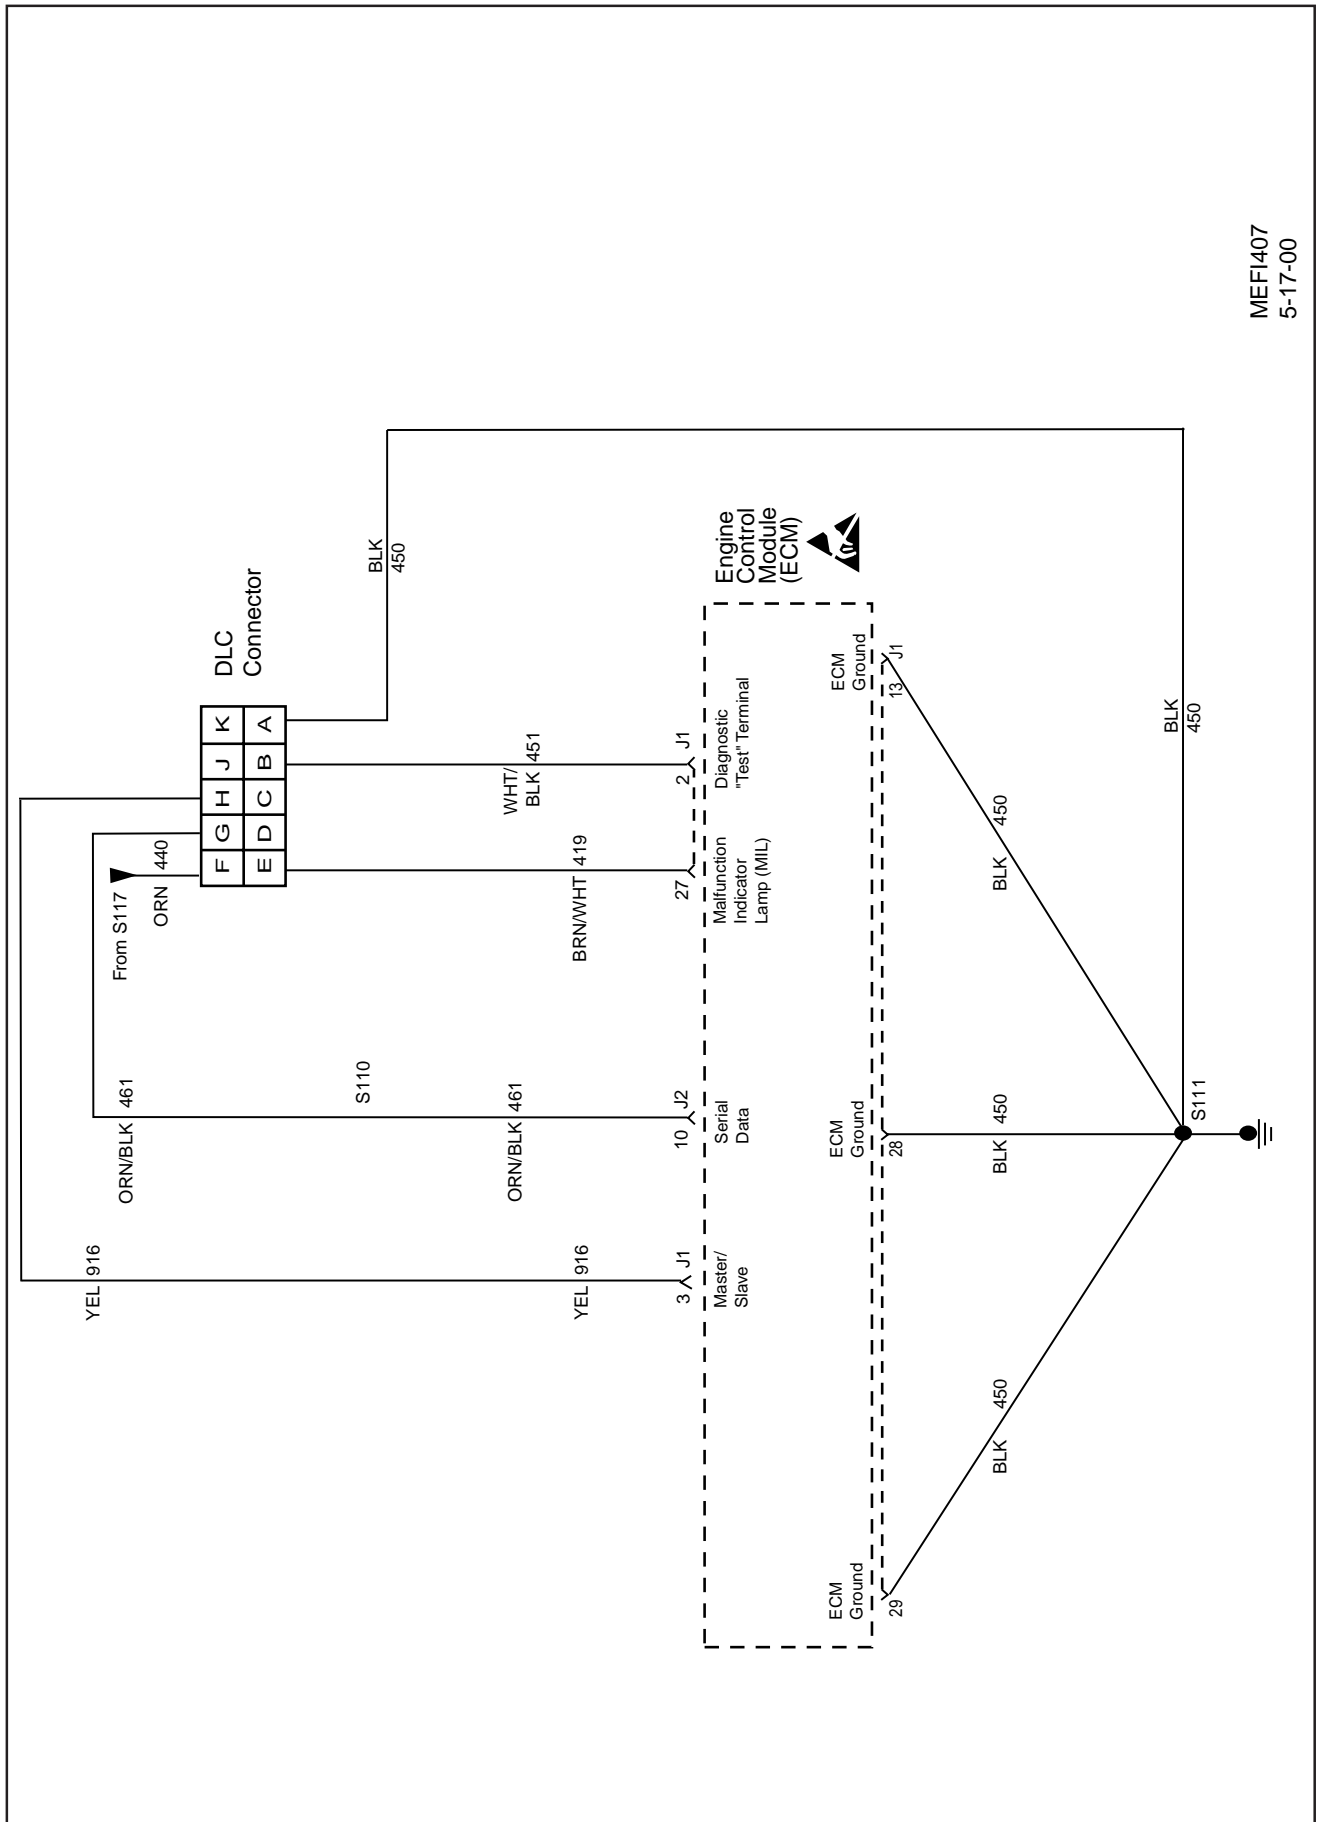 YEL 916
ORN/BLK 461
From S117
ORN 440
DLC
Connector
F G H J K
E D C B A
BLK
450
S110
YEL 916
ORN/BLK 461
BRN/WHT 419
WHT/
BLK 451
3 J1
10 J2
27
2 J1
Master/
Slave
Serial
Data
Malfunction
Indicator
Lamp (MIL)
Diagnostic
"Test" Terminal
Engine
Control
Module
(ECM)
ECM
Ground
ECM
Ground
ECM
Ground
29
28
13 J1
BLK 450
BLK 450
BLK 450
BLK
450
S111
MEFI407
5-17-00